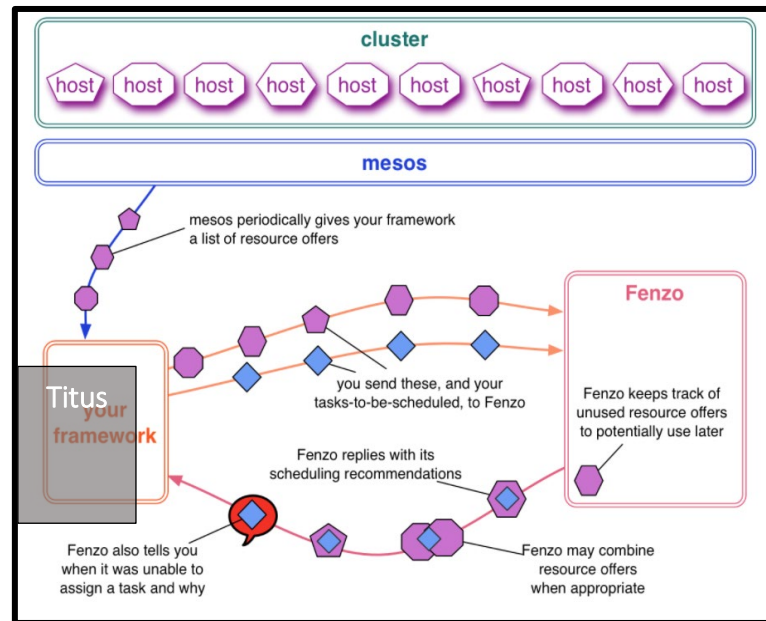 cluster
host host host host host host host host host host
mesos
mesos periodically gives your framework
a list of resource offers
Fenzo
Titus
your
framework
you send these, and your
tasks-to-be-scheduled, to Fenzo
Fenzo keeps track of
unused resource offers
to potentially use later
Fenzo replies with its
scheduling recommendations
Fenzo also tells you
when it was unable to
assign a task and why
Fenzo may combine
resource offers
when appropriate